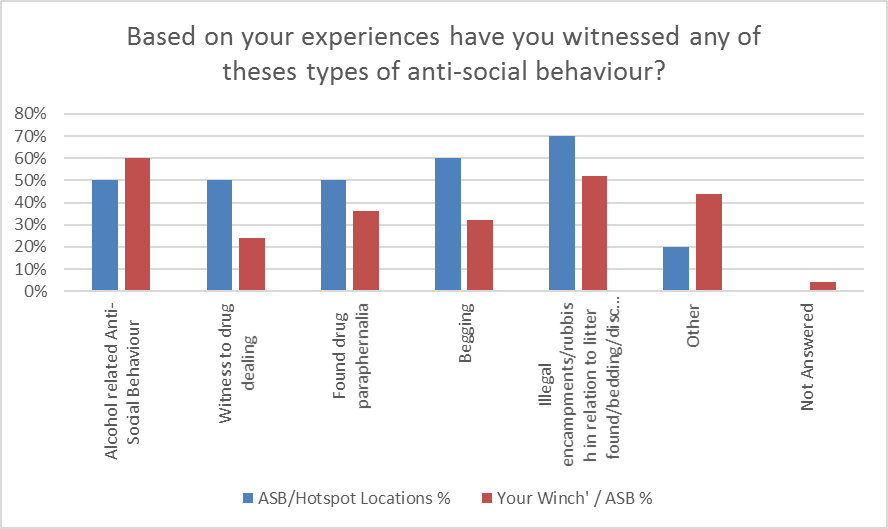 Based on your experiences have you witnessed any of
theses types of anti-social behaviour?
80%
70%
60%
50%
40%
30%
20%
10%
0%
Alcohol related Anti-
Social Behaviour
Witness to drug
dealing
Found drug
paraphernalia
Begging
Illegal
encampments/rubbis
h in relation to litter
found/bedding/disc...
Other
Not Answered
ASB/Hotspot Locations %
Your Winch' / ASB %